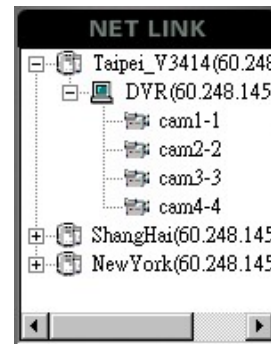 NET LINK
Taipei_V3414(60.248
DVR(60.248.145
cam1-1
cam2-2
cam3-3
cam4-4
ShangHai(60.248.145
NewYork(60.248.145